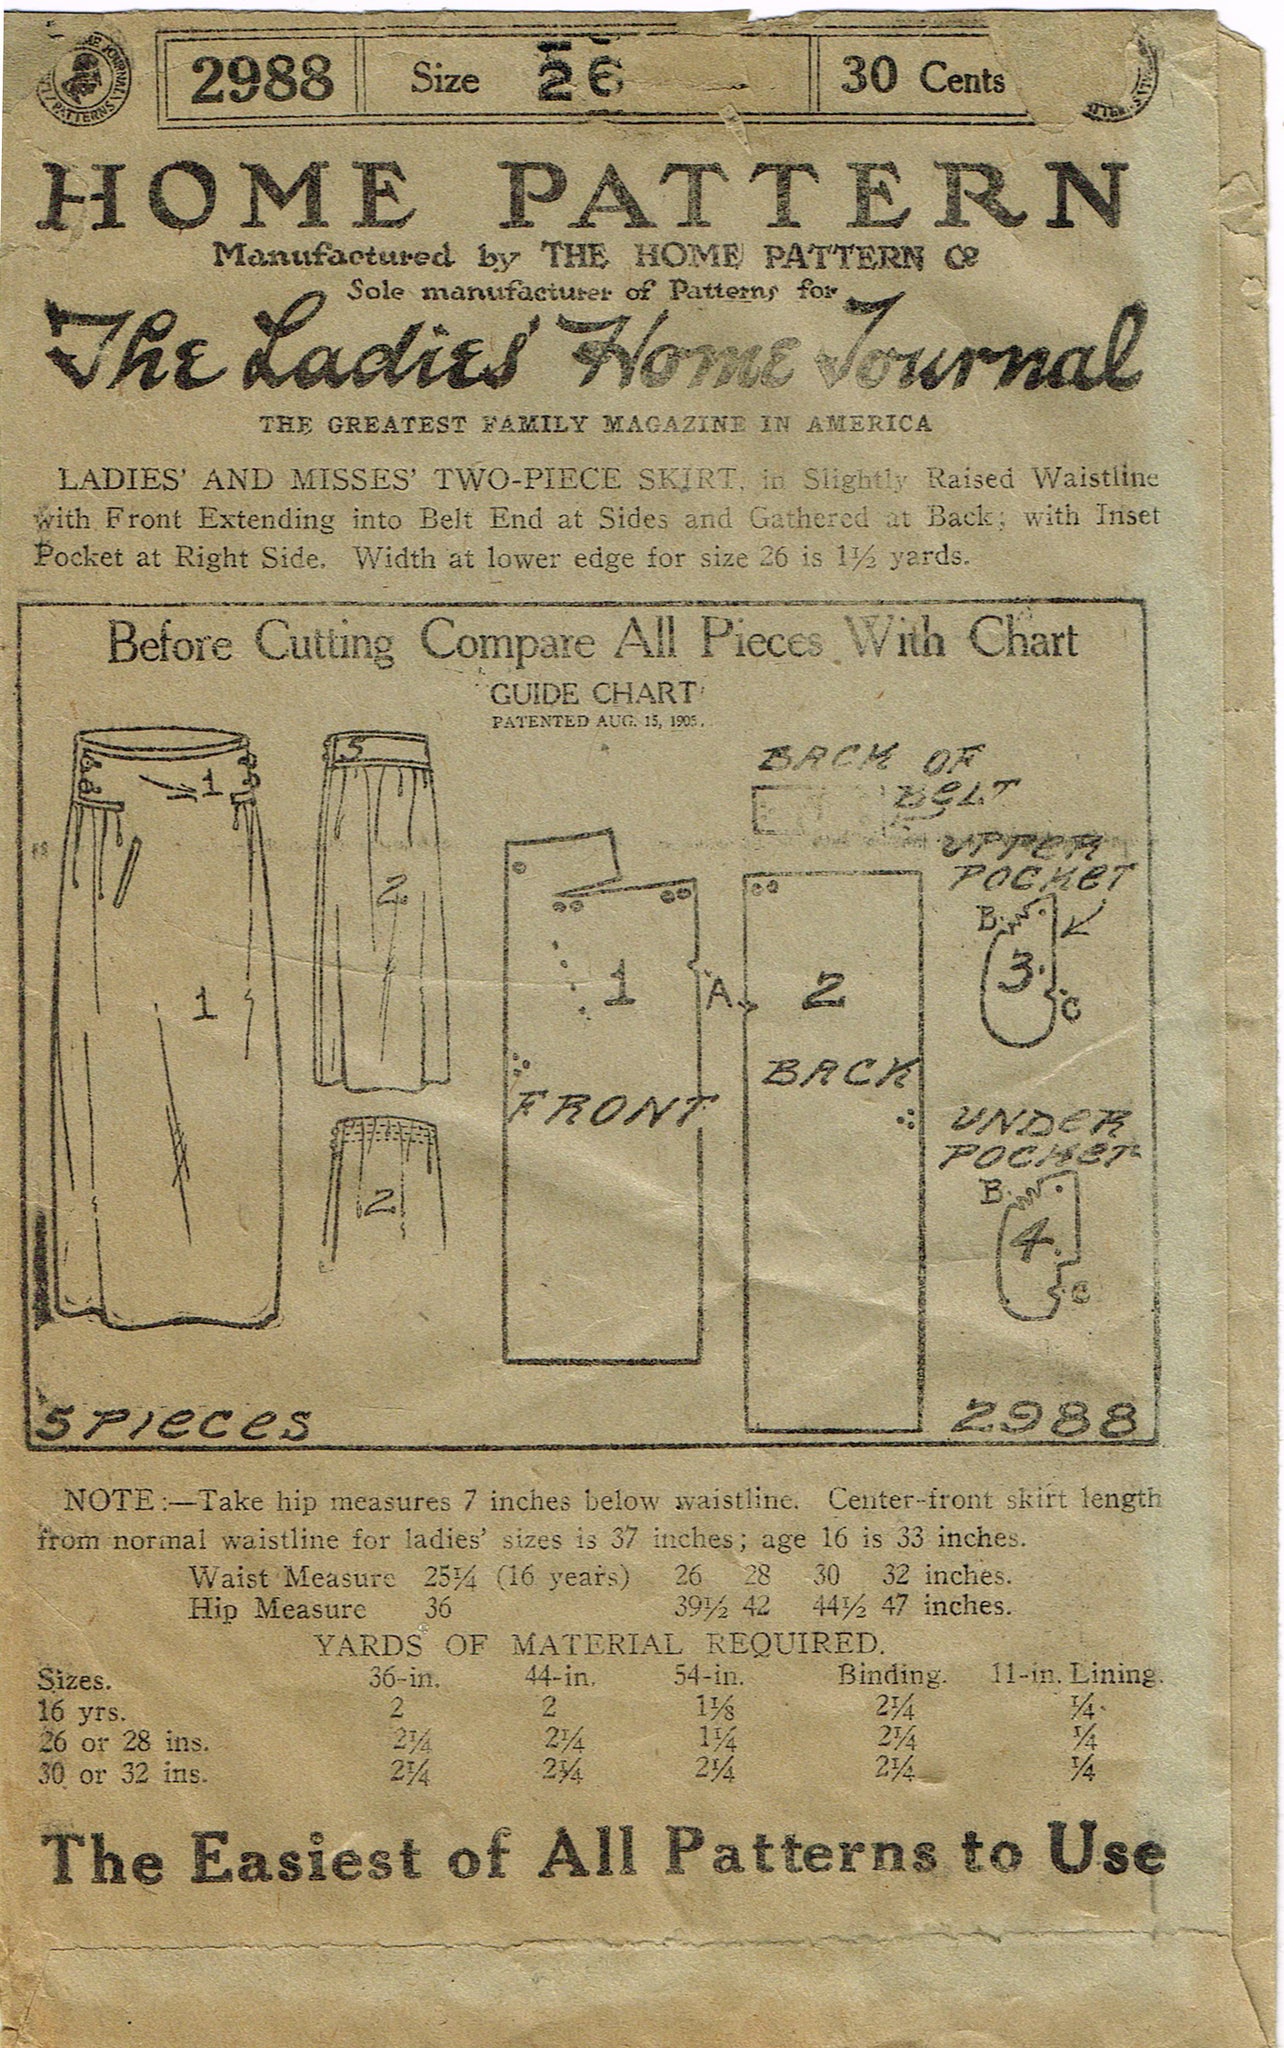 2988 Size 26 30 Cents
HOME PATTERN
Manufactured by THE HOME PATTERN Co
Sole manufacturer of Patterns for
The Ladies' Home Journal
THE GREATEST FAMILY MAGAZINE IN AMERICA
LADIES' AND MISSES' TWO-PIECE SKIRT, in Slightly Raised Waistline
with Front Extending into Belt End at Sides and Gathered at Back; with Inset
Pocket at Right Side. Width at lower edge for size 26 is 1½ yards.
Before Cutting Compare All Pieces With Chart
GUIDE CHART
PATENTED AUG. 15, 1905.
1
1
5
2
2
BACK OF
BELT
1
FRONT
A
2
BACK
UPPER
POCKET
B
3
C
UNDER
POCKET
B
4
C
5 PIECES
2988
NOTE:—Take hip measures 7 inches below waistline. Center-front skirt length
from normal waistline for ladies' sizes is 37 inches; age 16 is 33 inches.
Waist Measure 25¼ (16 years) 26 28 30 32 inches.
Hip Measure 36 39½ 42 44½ 47 inches.
YARDS OF MATERIAL REQUIRED.
Sizes. 36-in. 44-in. 54-in. Binding. 11-in. Lining.
16 yrs. 2 2 1⅛ 2¼ ¼
26 or 28 ins. 2¼ 2¼ 1¼ 2¼ ¼
30 or 32 ins. 2¼ 2¼ 2¼ 2¼ ¼
The Easiest of All Patterns to Use